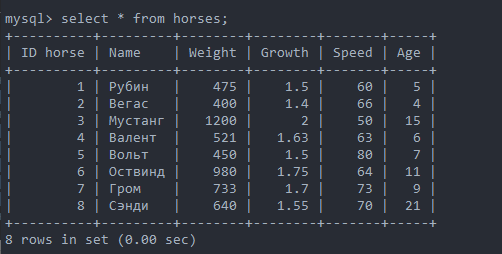 mysql> select * from horses;
+----------+----------+--------+--------+-------+-----+
| ID horse | Name     | Weight | Growth | Speed | Age |
+----------+----------+--------+--------+-------+-----+
|        1 | Рубин    |    475 |    1.5 |    60 |   5 |
|        2 | Вегас    |    400 |    1.4 |    66 |   4 |
|        3 | Мустанг  |   1200 |      2 |    50 |  15 |
|        4 | Валент   |    521 |   1.63 |    63 |   6 |
|        5 | Вольт    |    450 |    1.5 |    80 |   7 |
|        6 | Оствинд  |    980 |   1.75 |    64 |  11 |
|        7 | Гром     |    733 |    1.7 |    73 |   9 |
|        8 | Сэнди    |    640 |   1.55 |    70 |  21 |
+----------+----------+--------+--------+-------+-----+
8 rows in set (0.00 sec)